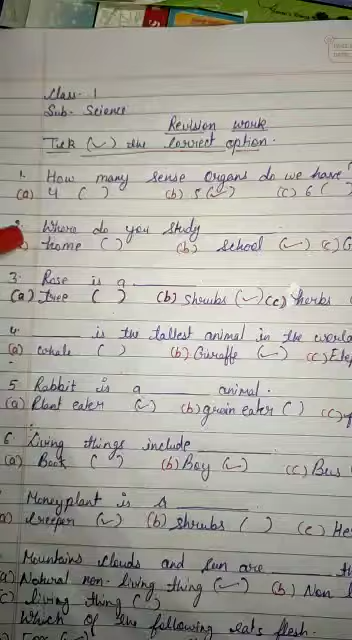 Class - 1
Sub - Science
Revision work
Tick (✓) the correct option.
1. How many sense organs do we have?
(a) 4 ( ) (b) 5 (✓) (c) 6 (
Where do you study
home ( ) (b) school (✓) (c) G
3. Rose is a
(a) tree ( ) (b) shrubs (✓) (c) herbs
4. is the tallest animal in the world
(a) whale ( ) (b) Giraffe (✓) (c) Ele
5 Rabbit is a animal.
(a) Plant eater (✓) (b) grain eater ( ) (c)
6 Living things include
(a) Book ( ) (b) Boy (✓) (c) Bus
Moneyplant is a
a) creeper (✓) (b) shrubs ( ) (c) He
Mountains clouds and sun are th
a) Natural non-living thing (✓) (b) Non l
c) living thing ( )
Which of the following eats flesh.